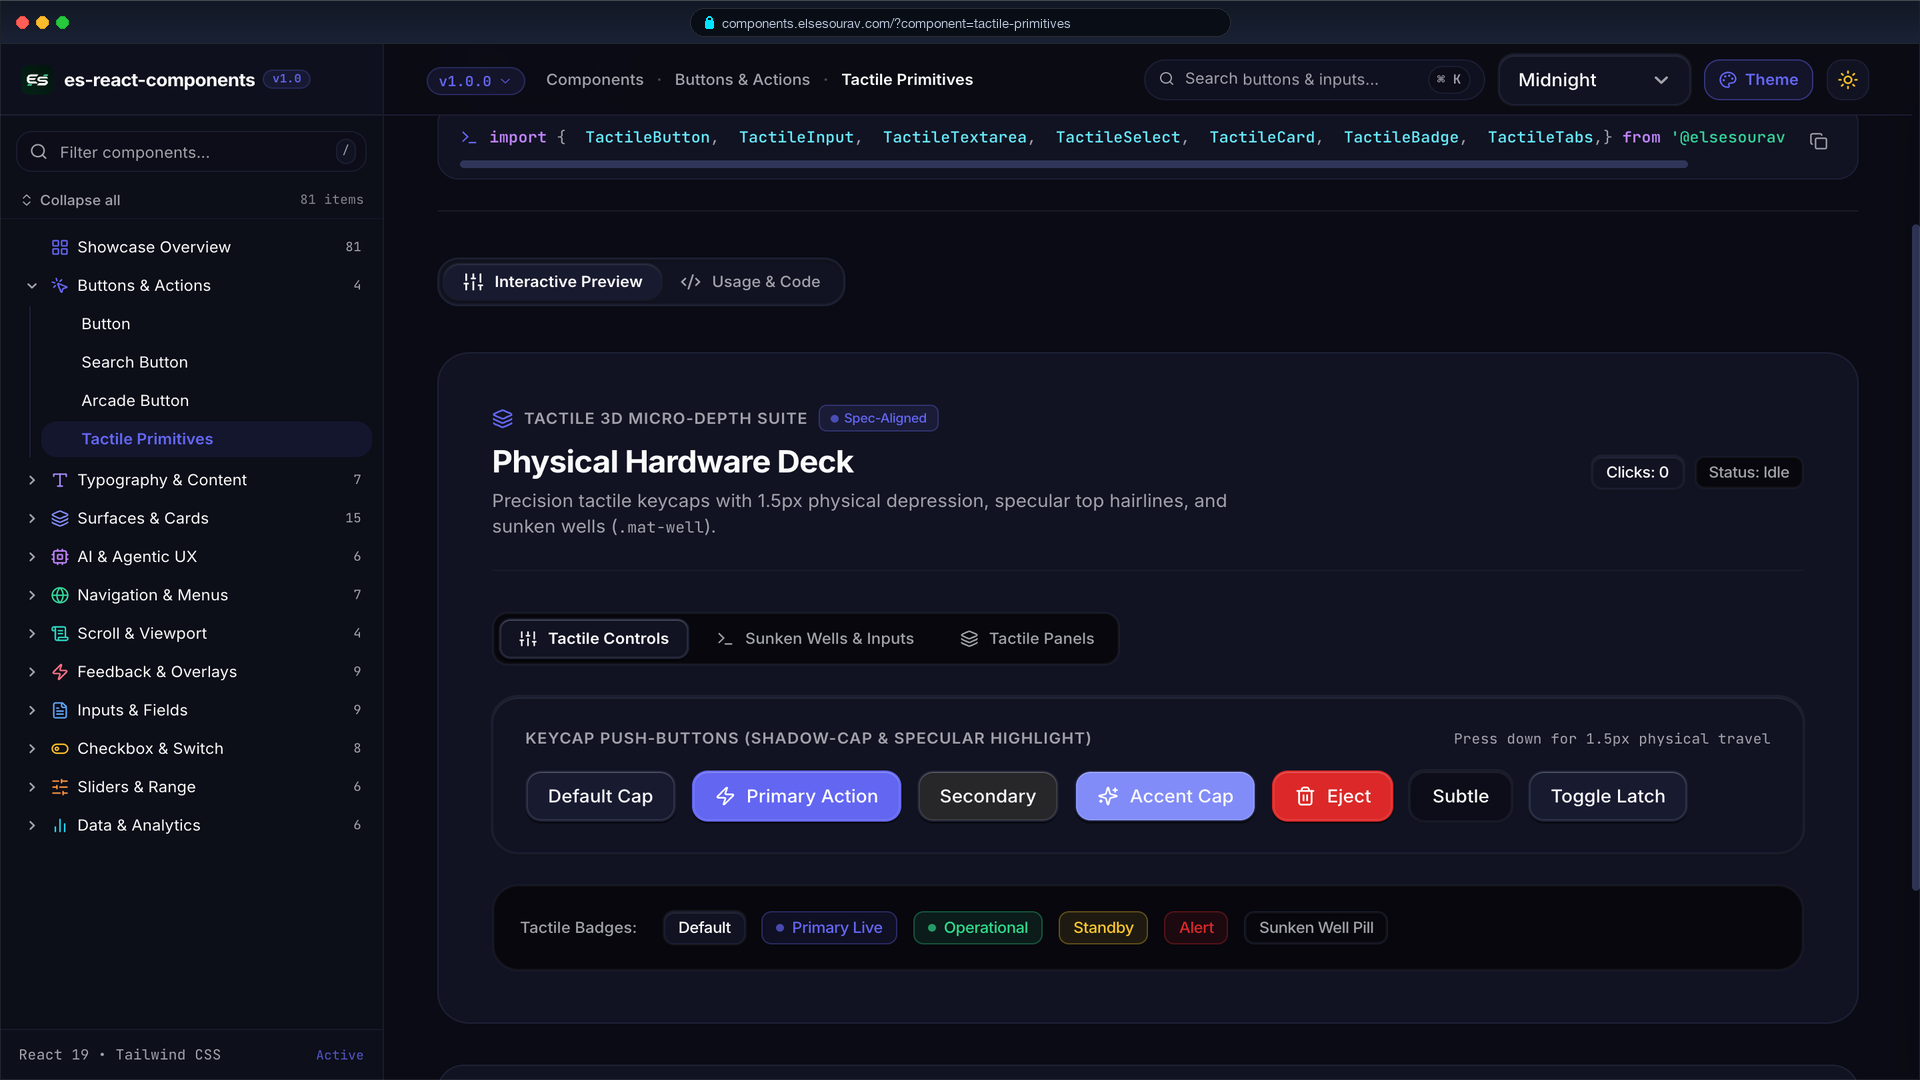 components.elsesourav.com/?component=tactile-primitives
ES es-react-components v1.0
v1.0.0 Components · Buttons & Actions · Tactile Primitives
Search buttons & inputs... ⌘ K
Midnight
Theme
Filter components... /
Collapse all 81 items
Showcase Overview 81
Buttons & Actions 4
Button
Search Button
Arcade Button
Tactile Primitives
Typography & Content 7
Surfaces & Cards 15
AI & Agentic UX 6
Navigation & Menus 7
Scroll & Viewport 4
Feedback & Overlays 9
Inputs & Fields 9
Checkbox & Switch 8
Sliders & Range 6
Data & Analytics 6
React 19 • Tailwind CSS Active
import { TactileButton, TactileInput, TactileTextarea, TactileSelect, TactileCard, TactileBadge, TactileTabs,} from '@elsesourav
Interactive Preview
Usage & Code
TACTILE 3D MICRO-DEPTH SUITE Spec-Aligned
Physical Hardware Deck
Precision tactile keycaps with 1.5px physical depression, specular top hairlines, and
sunken wells (.mat-well).
Clicks: 0 Status: Idle
Tactile Controls Sunken Wells & Inputs Tactile Panels
KEYCAP PUSH-BUTTONS (SHADOW-CAP & SPECULAR HIGHLIGHT) Press down for 1.5px physical travel
Default Cap Primary Action Secondary Accent Cap Eject Subtle Toggle Latch
Tactile Badges: Default Primary Live Operational Standby Alert Sunken Well Pill